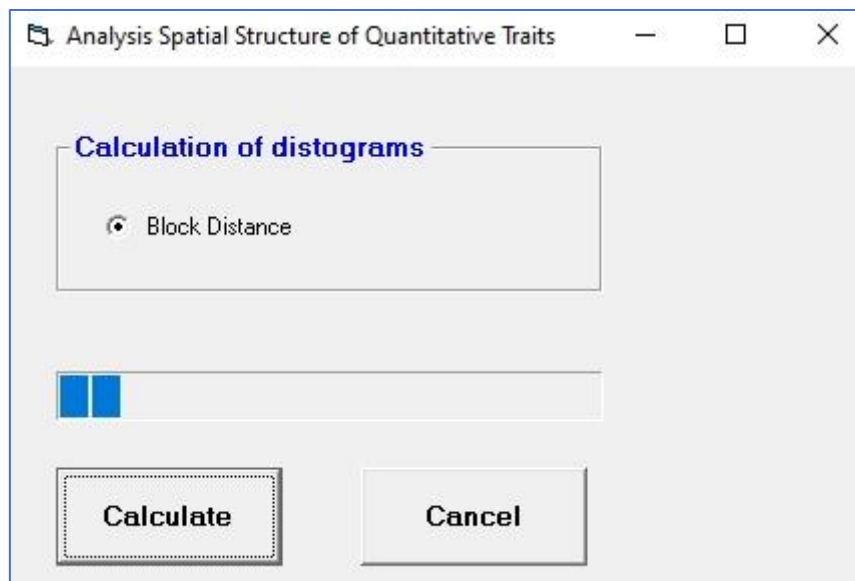 Analysis Spatial Structure of Quantitative Traits
Calculation of distograms
Block Distance
Calculate
Cancel